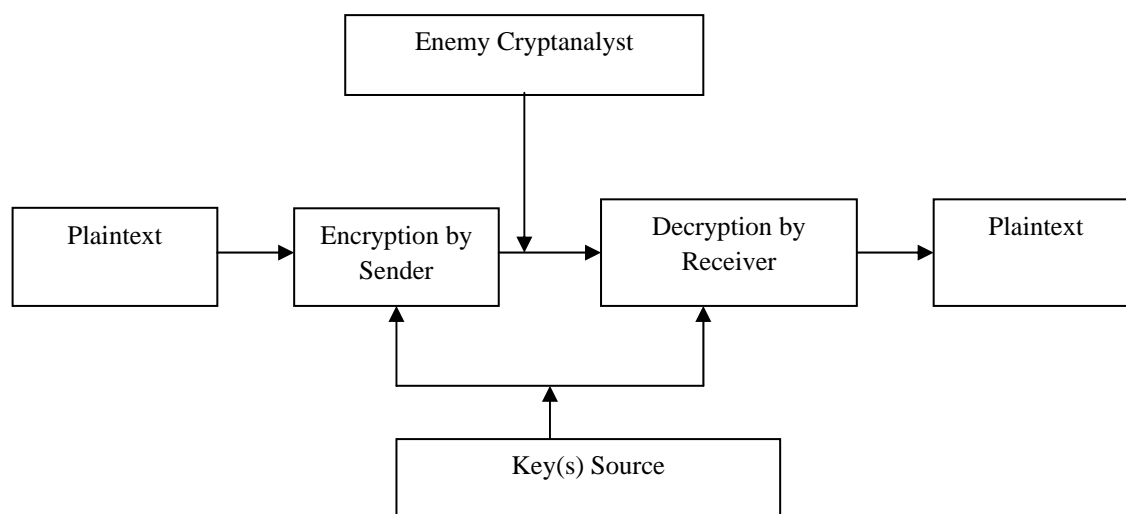 Enemy Cryptanalyst
Plaintext
Encryption by
Sender
Decryption by
Receiver
Plaintext
Key(s) Source